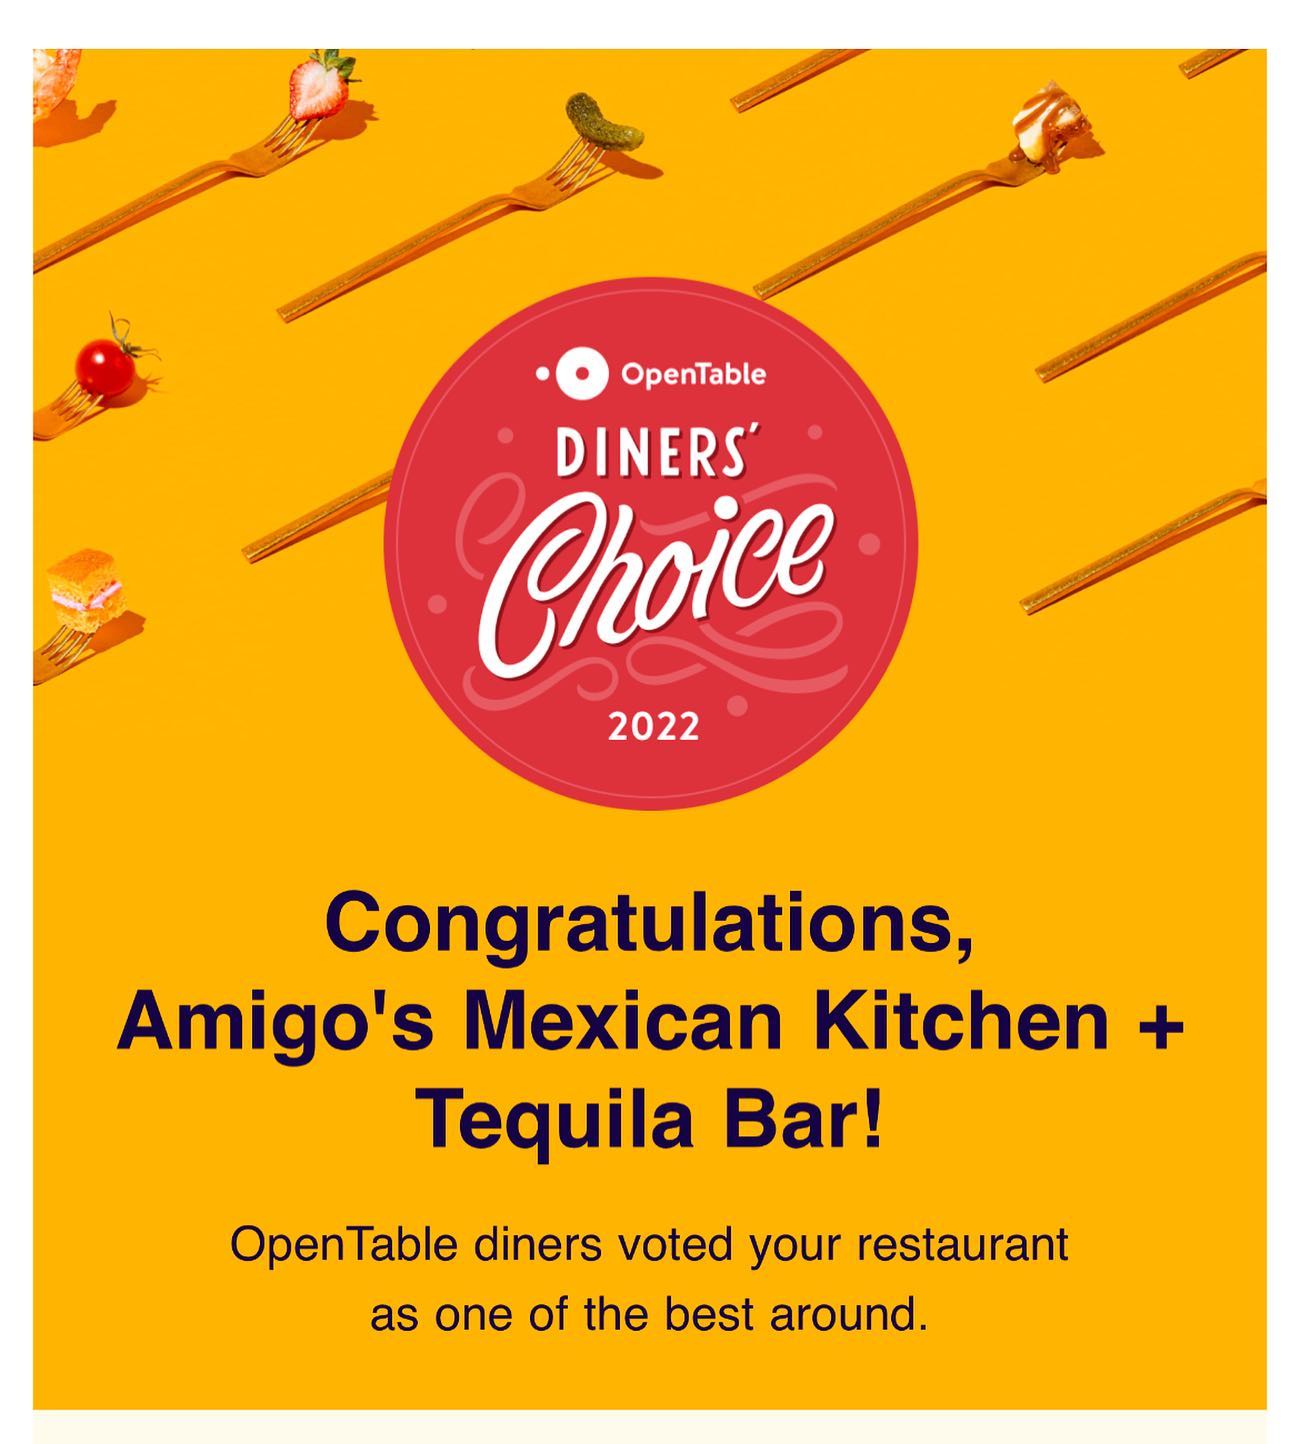 OpenTable
DINERS'
Choice
2022
Congratulations,
Amigo's Mexican Kitchen +
Tequila Bar!
OpenTable diners voted your restaurant
as one of the best around.